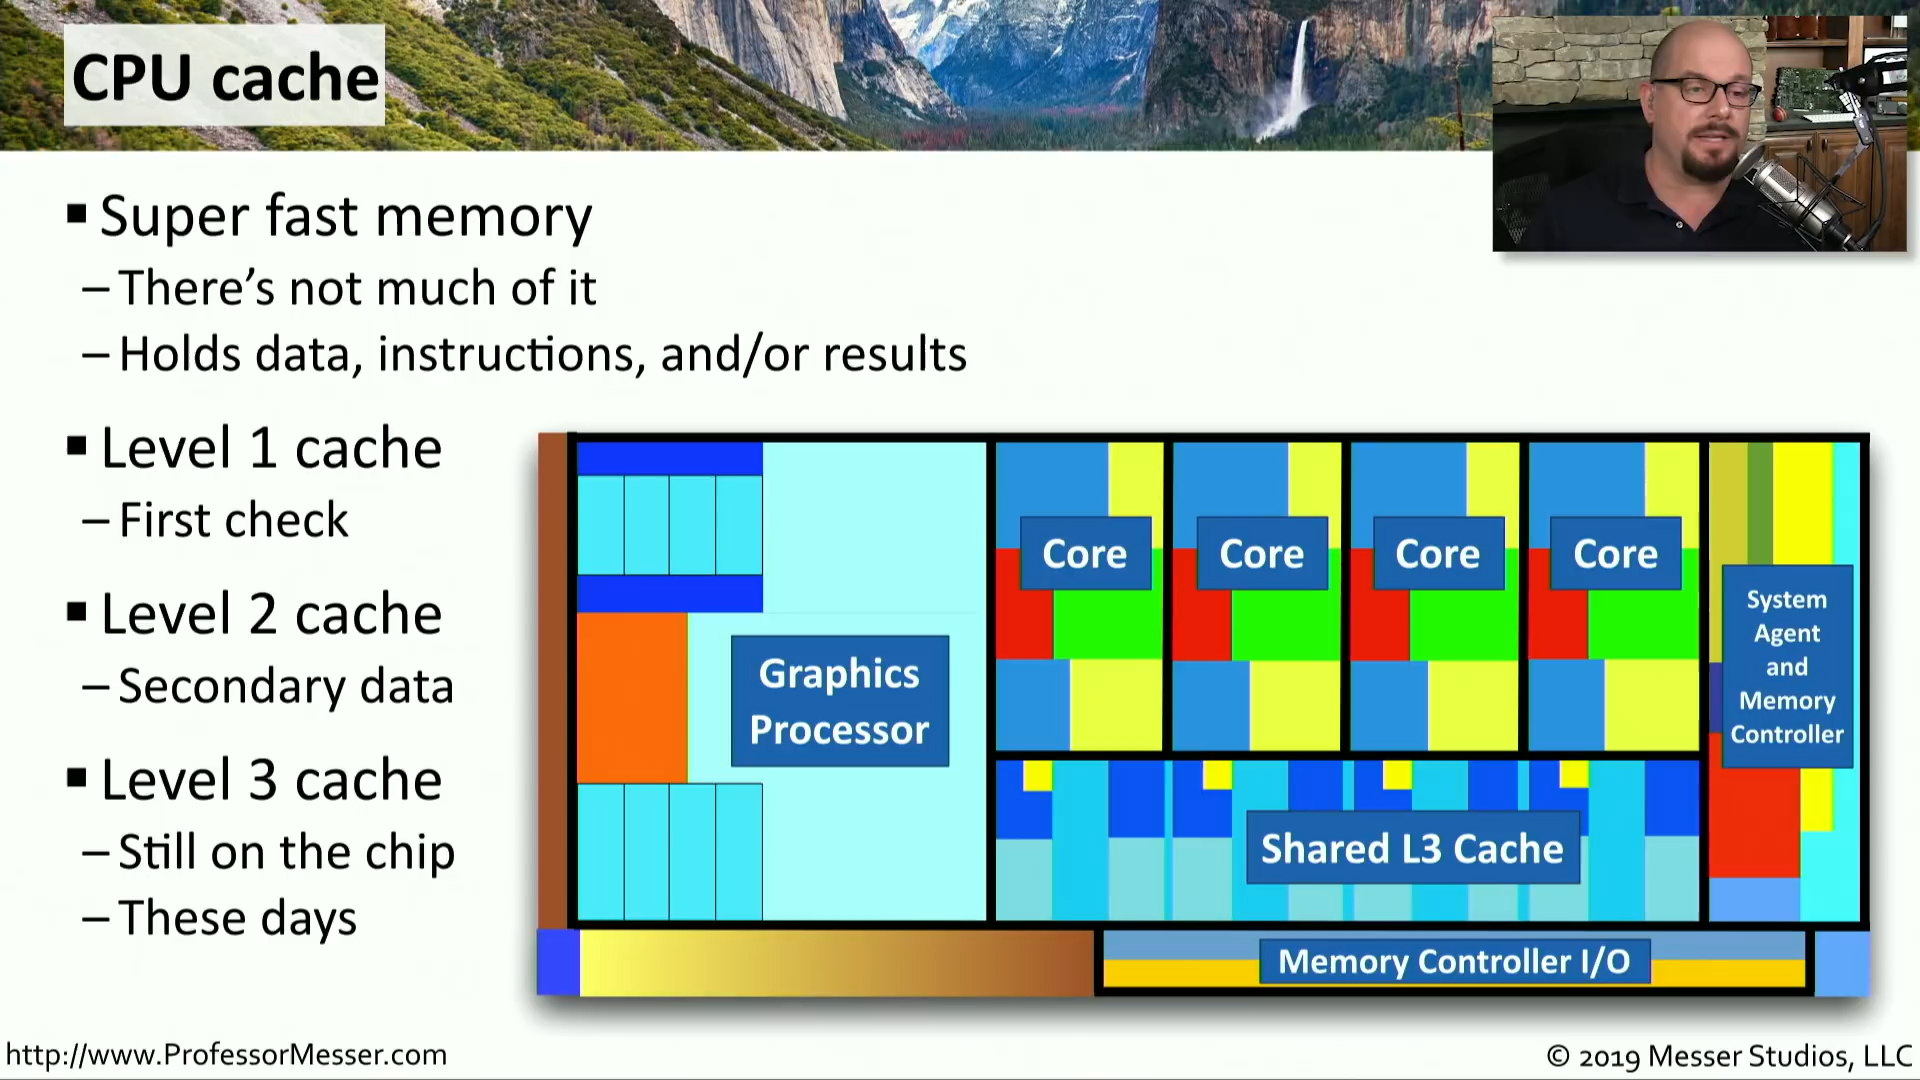 CPU cache
▪ Super fast memory
– There's not much of it
– Holds data, instructions, and/or results
▪ Level 1 cache
– First check
▪ Level 2 cache
– Secondary data
▪ Level 3 cache
– Still on the chip
– These days
Graphics
Processor
Core
Core
Core
Core
System
Agent
and
Memory
Controller
Shared L3 Cache
Memory Controller I/O
http://www.ProfessorMesser.com
© 2019 Messer Studios, LLC